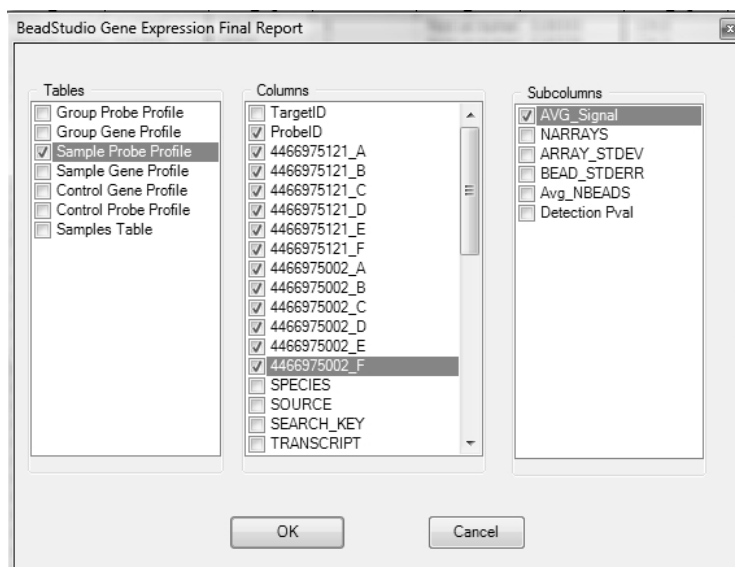 BeadStudio Gene Expression Final Report
Tables
Group Probe Profile
Group Gene Profile
Sample Probe Profile
Sample Gene Profile
Control Gene Profile
Control Probe Profile
Samples Table
Columns
TargetID
ProbeID
4466975121_A
4466975121_B
4466975121_C
4466975121_D
4466975121_E
4466975121_F
4466975002_A
4466975002_B
4466975002_C
4466975002_D
4466975002_E
4466975002_F
SPECIES
SOURCE
SEARCH_KEY
TRANSCRIPT
Subcolumns
AVG_Signal
NARRAYS
ARRAY_STDEV
BEAD_STDERR
Avg_NBEADS
Detection Pval
OK
Cancel